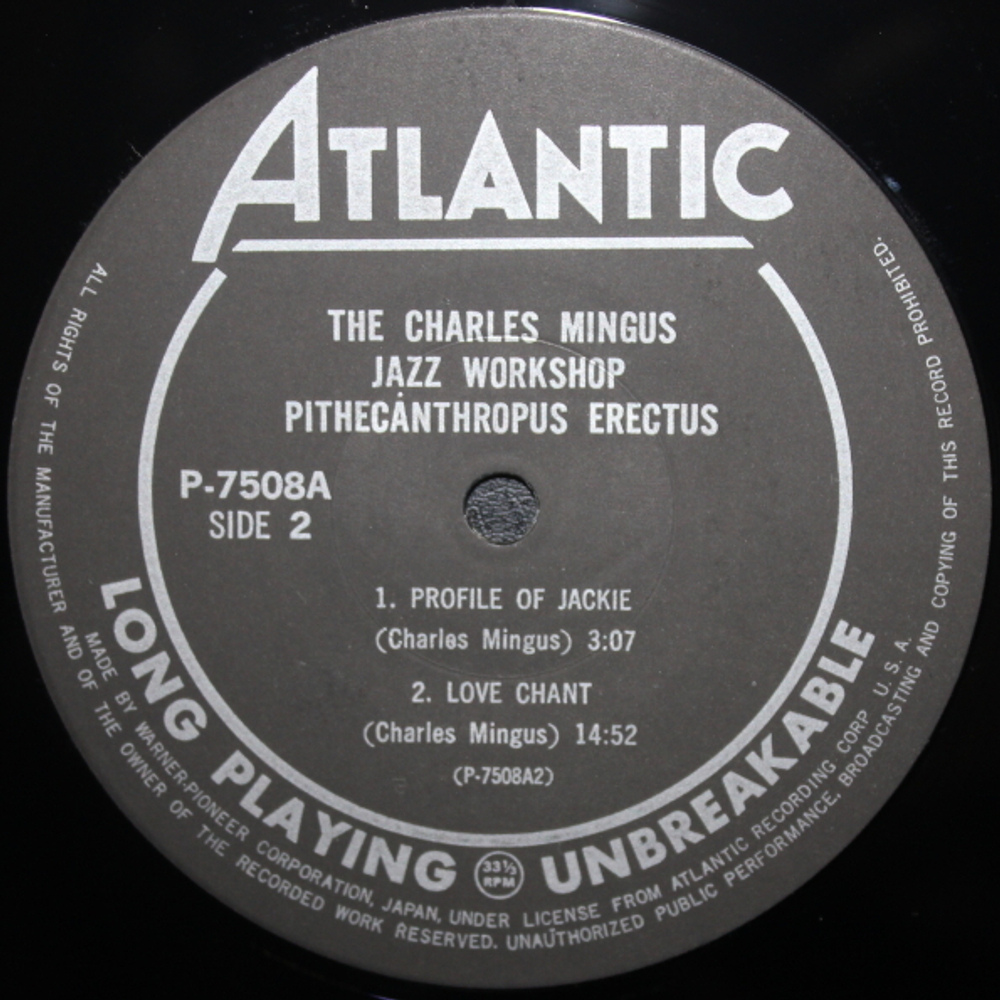 ATLANTIC
THE CHARLES MINGUS
JAZZ WORKSHOP
PITHECANTHROPUS ERECTUS
P-7508A
SIDE 2
1. PROFILE OF JACKIE
(Charles Mingus) 3:07
2. LOVE CHANT
(Charles Mingus) 14:52
(P-7508A2)
LONG PLAYING 33⅓ RPM UNBREAKABLE
MADE BY WARNER-PIONEER CORPORATION, JAPAN, UNDER LICENSE FROM ATLANTIC RECORDING CORP U. S. A.
ALL RIGHTS OF THE MANUFACTURER AND OF THE OWNER OF THE RECORDED WORK RESERVED. UNAUTHORIZED PUBLIC PERFORMANCE, BROADCASTING AND COPYING OF THIS RECORD PROHIBITED.